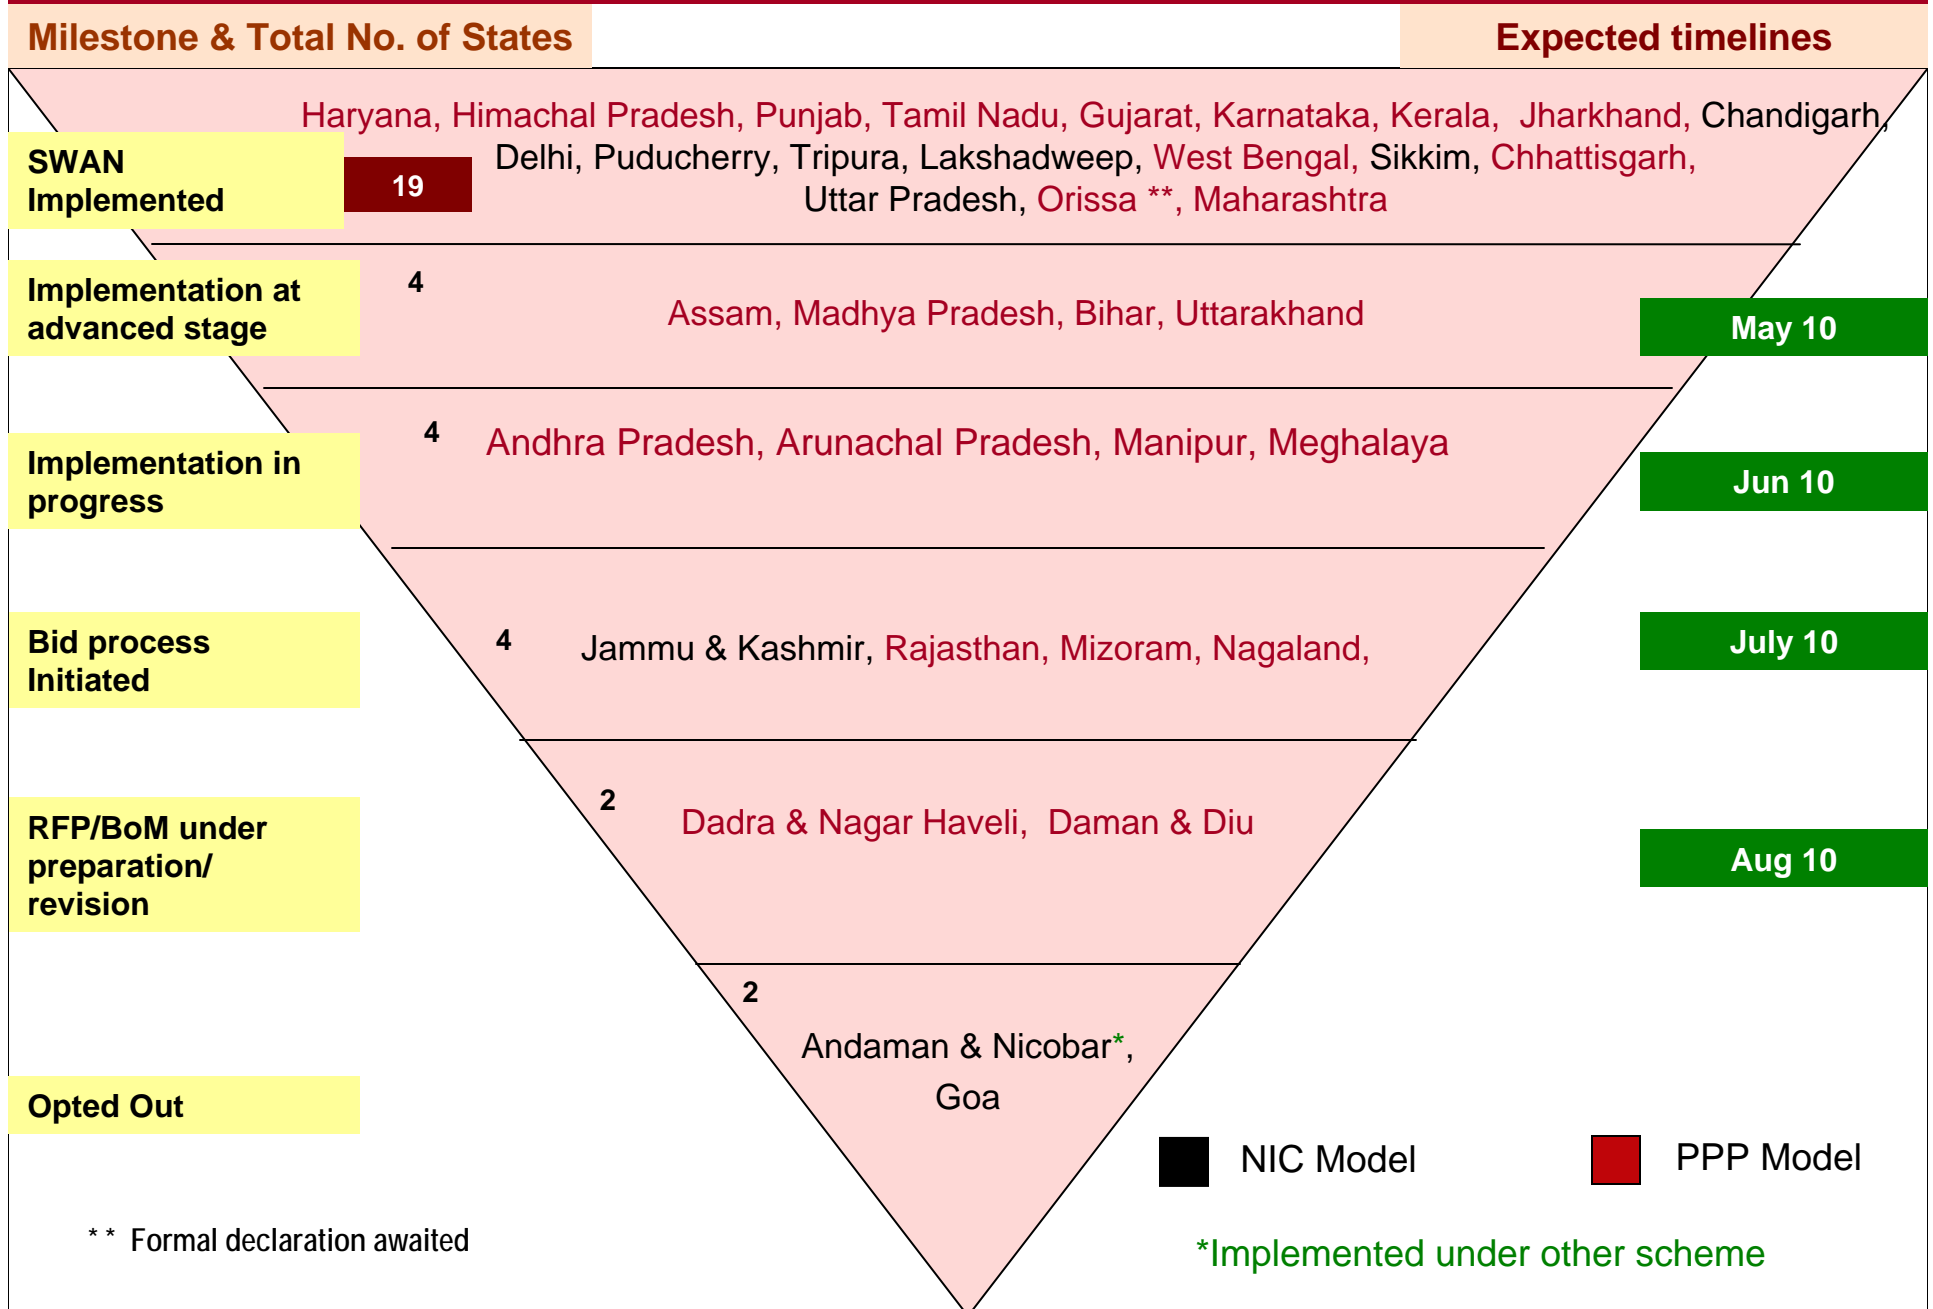 Milestone & Total No. of States
Expected timelines
Haryana, Himachal Pradesh, Punjab, Tamil Nadu, Gujarat, Karnataka, Kerala, Jharkhand, Chandigarh,
Delhi, Puducherry, Tripura, Lakshadweep, West Bengal, Sikkim, Chhattisgarh,
Uttar Pradesh, Orissa **, Maharashtra
SWAN
Implemented
19
Implementation at
advanced stage
4
Assam, Madhya Pradesh, Bihar, Uttarakhand
May 10
Implementation in
progress
4
Andhra Pradesh, Arunachal Pradesh, Manipur, Meghalaya
Jun 10
Bid process
Initiated
4
Jammu & Kashmir, Rajasthan, Mizoram, Nagaland,
July 10
RFP/BoM under
preparation/
revision
2
Dadra & Nagar Haveli, Daman & Diu
Aug 10
Opted Out
2
Andaman & Nicobar*,
Goa
NIC Model
PPP Model
* * Formal declaration awaited
*Implemented under other scheme